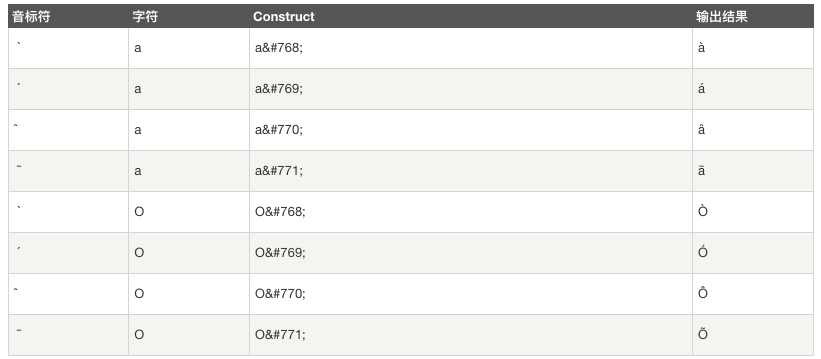 音标符 字符 Construct 输出结果
̀ a a&#768; à
́ a a&#769; á
̂ a a&#770; â
̃ a a&#771; ã
̀ O O&#768; Ò
́ O O&#769; Ó
̂ O O&#770; Ô
̃ O O&#771; Õ